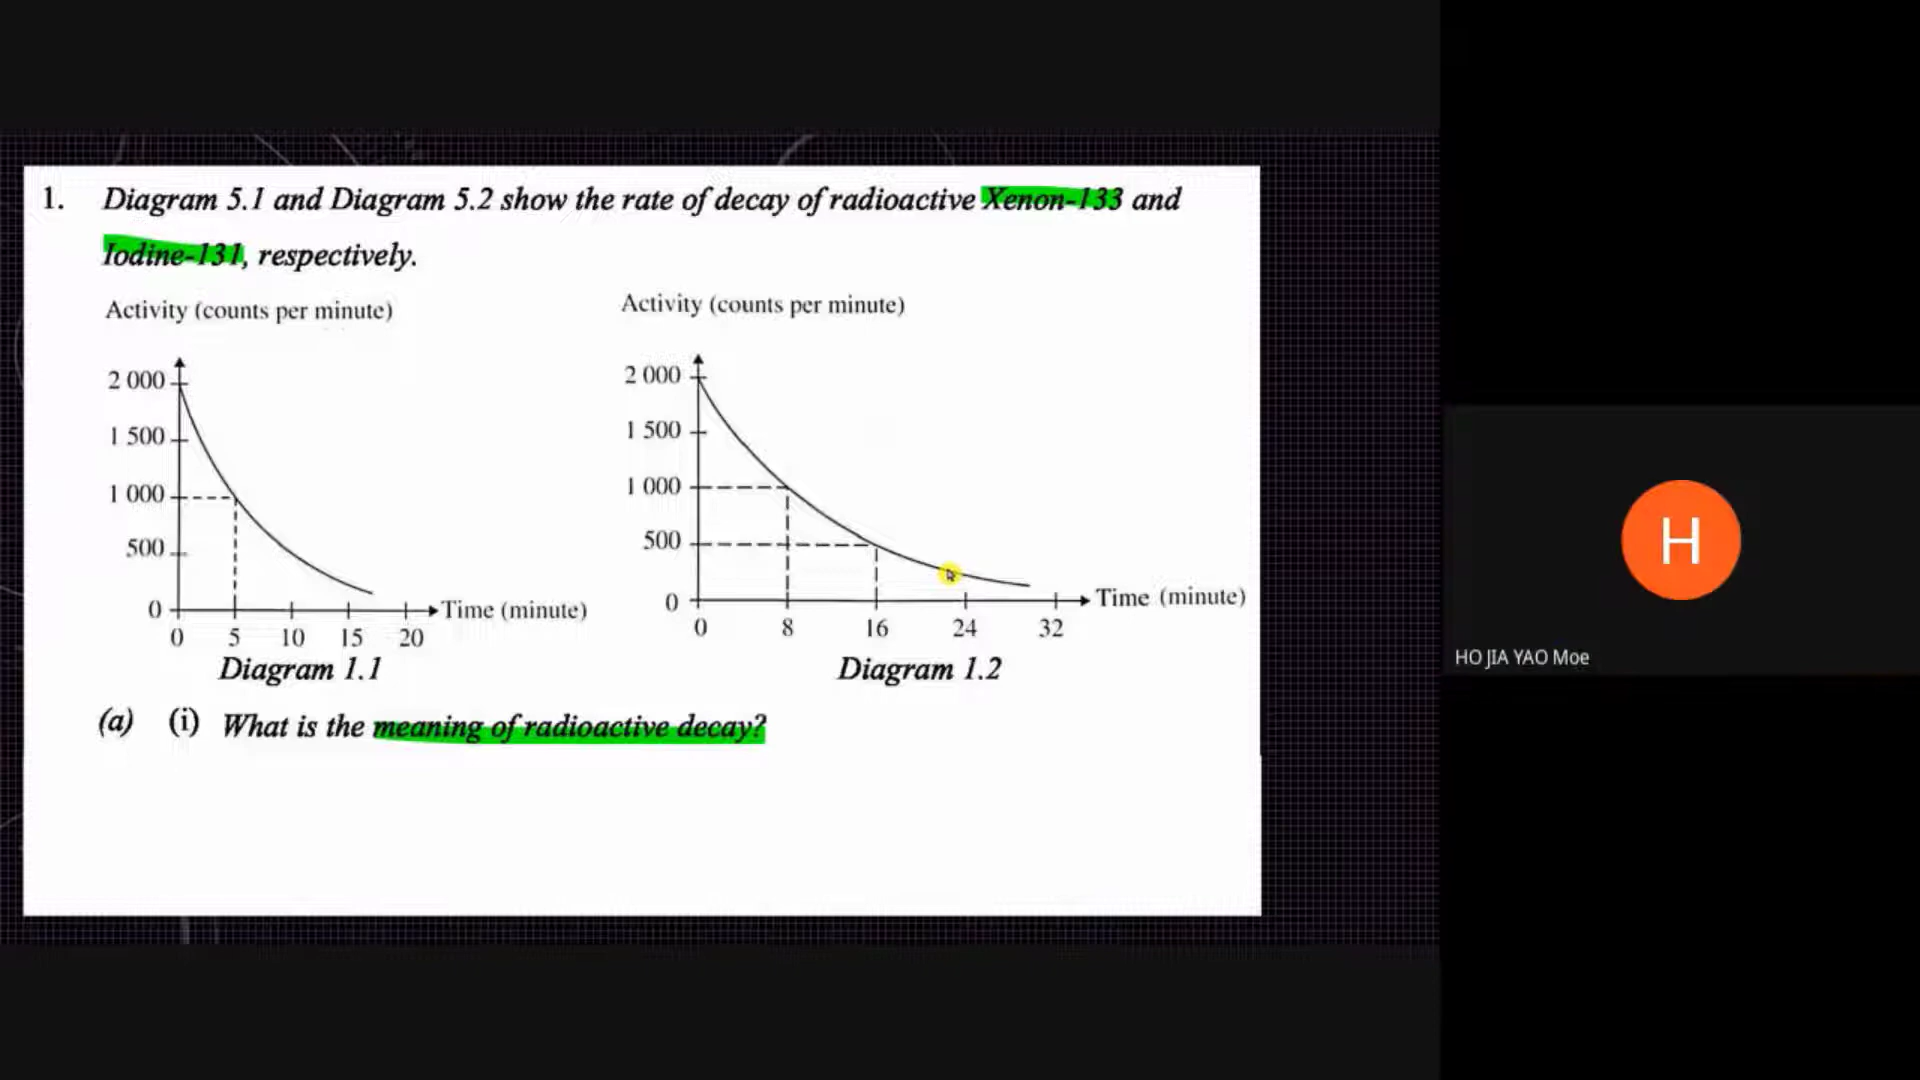 1. Diagram 5.1 and Diagram 5.2 show the rate of decay of radioactive Xenon-133 and
Iodine-131, respectively.
Activity (counts per minute)
2 000
1 500
1 000
500
0
0 5 10 15 20
Time (minute)
Diagram 1.1
Activity (counts per minute)
2 000
1 500
1 000
500
0
0 8 16 24 32
Time (minute)
Diagram 1.2
(a) (i) What is the meaning of radioactive decay?
H
HO JIA YAO Moe